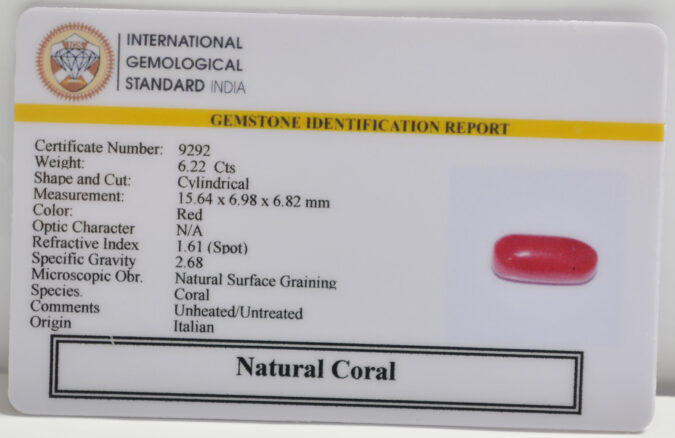 IGS
INTERNATIONAL
GEMOLOGICAL
STANDARD INDIA
GEMSTONE IDENTIFICATION REPORT
Certificate Number: 9292
Weight: 6.22 Cts
Shape and Cut: Cylindrical
Measurement: 15.64 x 6.98 x 6.82 mm
Color: Red
Optic Character N/A
Refractive Index 1.61 (Spot)
Specific Gravity 2.68
Microscopic Obr. Natural Surface Graining
Species. Coral
Comments Unheated/Untreated
Origin Italian
Natural Coral